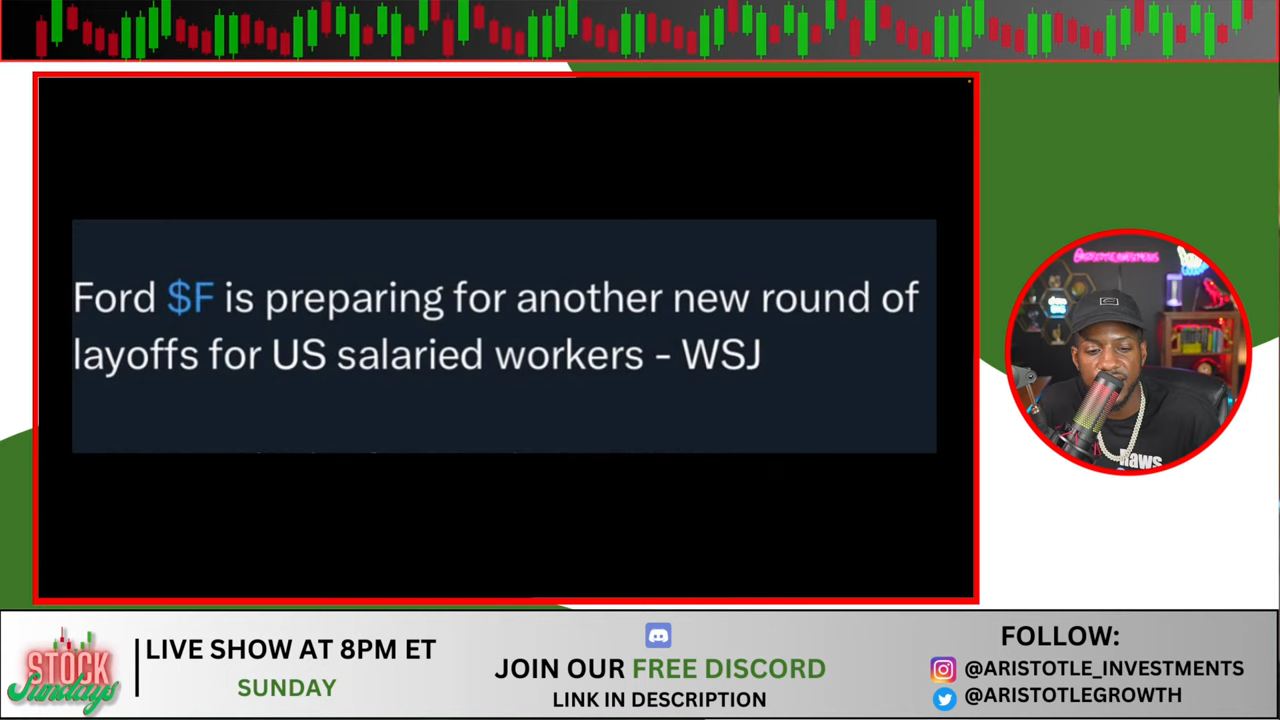 Ford $F is preparing for another new round of
layoffs for US salaried workers - WSJ
STOCK
Sundays
LIVE SHOW AT 8PM ET
SUNDAY
JOIN OUR FREE DISCORD
LINK IN DESCRIPTION
FOLLOW:
@ARISTOTLE_INVESTMENTS
@ARISTOTLEGROWTH